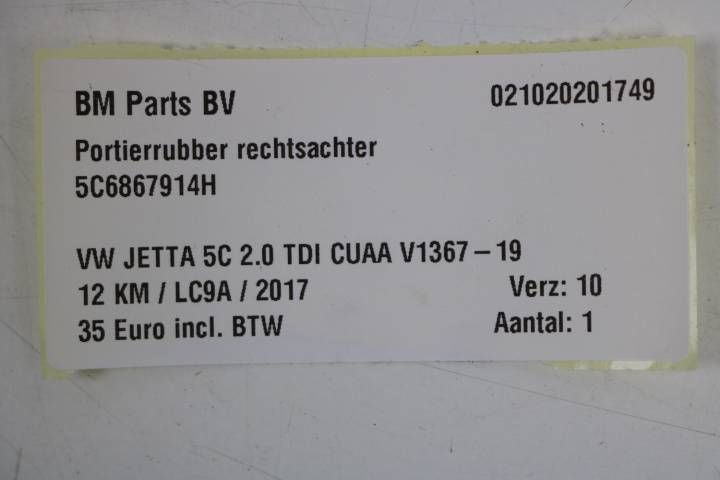 BM Parts BV 021020201749
Portierrubber rechtsachter
5C6867914H
VW JETTA 5C 2.0 TDI CUAA V1367-19
12 KM / LC9A / 2017 Verz: 10
35 Euro incl. BTW Aantal: 1